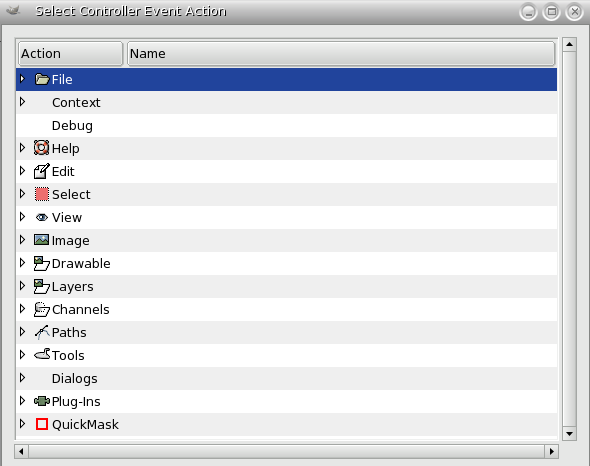 Select Controller Event Action
Action Name
File
Context
Debug
Help
Edit
Select
View
Image
Drawable
Layers
Channels
Paths
Tools
Dialogs
Plug-Ins
QuickMask